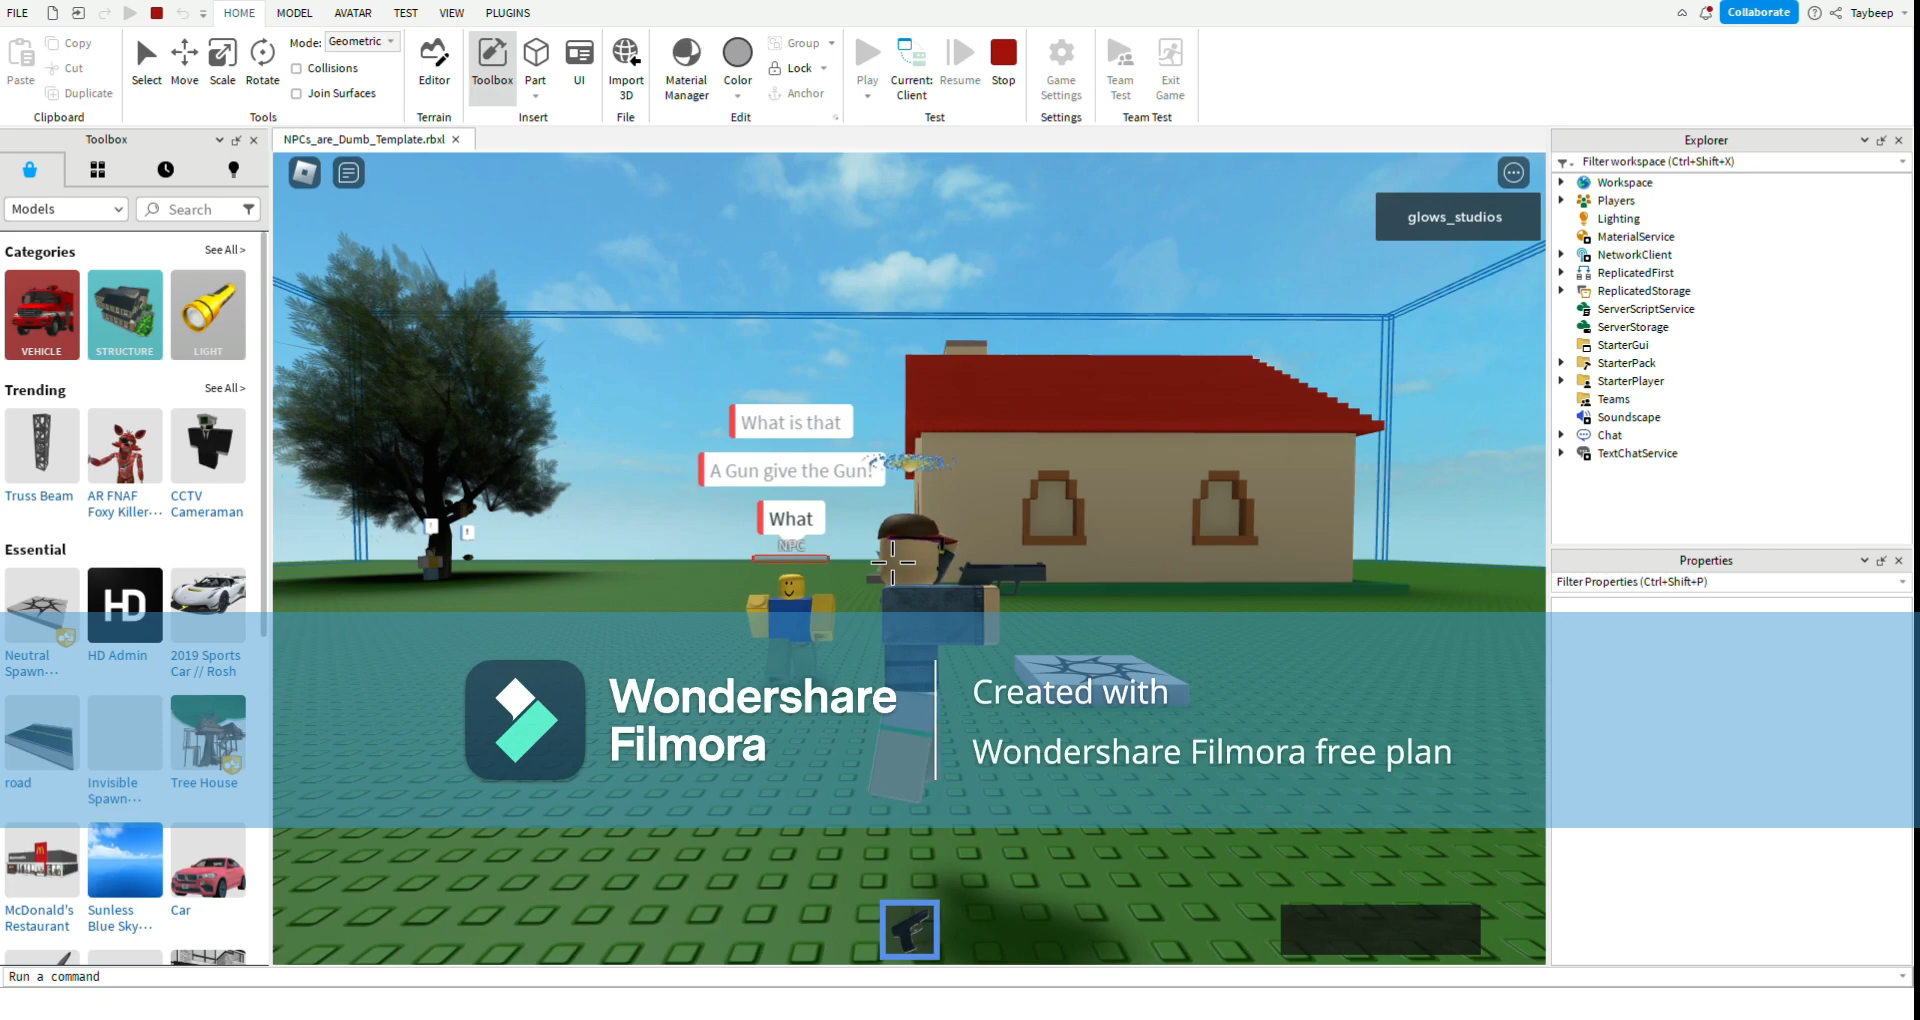 FILE
HOME
MODEL
AVATAR
TEST
VIEW
PLUGINS
Collaborate
Taybeep
Paste
Copy
Cut
Duplicate
Clipboard
Select
Move
Scale
Rotate
Mode:
Geometric
Collisions
Join Surfaces
Tools
Editor
Terrain
Toolbox
Part
UI
Insert
Import
3D
File
Material
Manager
Color
Group
Lock
Anchor
Edit
Play
Current:
Client
Resume
Stop
Test
Game
Settings
Settings
Team
Test
Exit
Game
Team Test
Toolbox
Models
Search
Categories
See All >
VEHICLE
STRUCTURE
LIGHT
Trending
See All >
Truss Beam
AR FNAF
Foxy Killer...
CCTV
Cameraman
Essential
HD
Neutral
Spawn...
HD Admin
2019 Sports
Car // Rosh
road
Invisible
Spawn...
Tree House
McDonald's
Restaurant
Sunless
Blue Sky...
Car
NPCs_are_Dumb_Template.rbxl
glows_studios
What is that
A Gun give the Gun!
What
NPC
Wondershare
Filmora
Created with
Wondershare Filmora free plan
Explorer
Filter workspace (Ctrl+Shift+X)
Workspace
Players
Lighting
MaterialService
NetworkClient
ReplicatedFirst
ReplicatedStorage
ServerScriptService
ServerStorage
StarterGui
StarterPack
StarterPlayer
Teams
Soundscape
Chat
TextChatService
Properties
Filter Properties (Ctrl+Shift+P)
Run a command